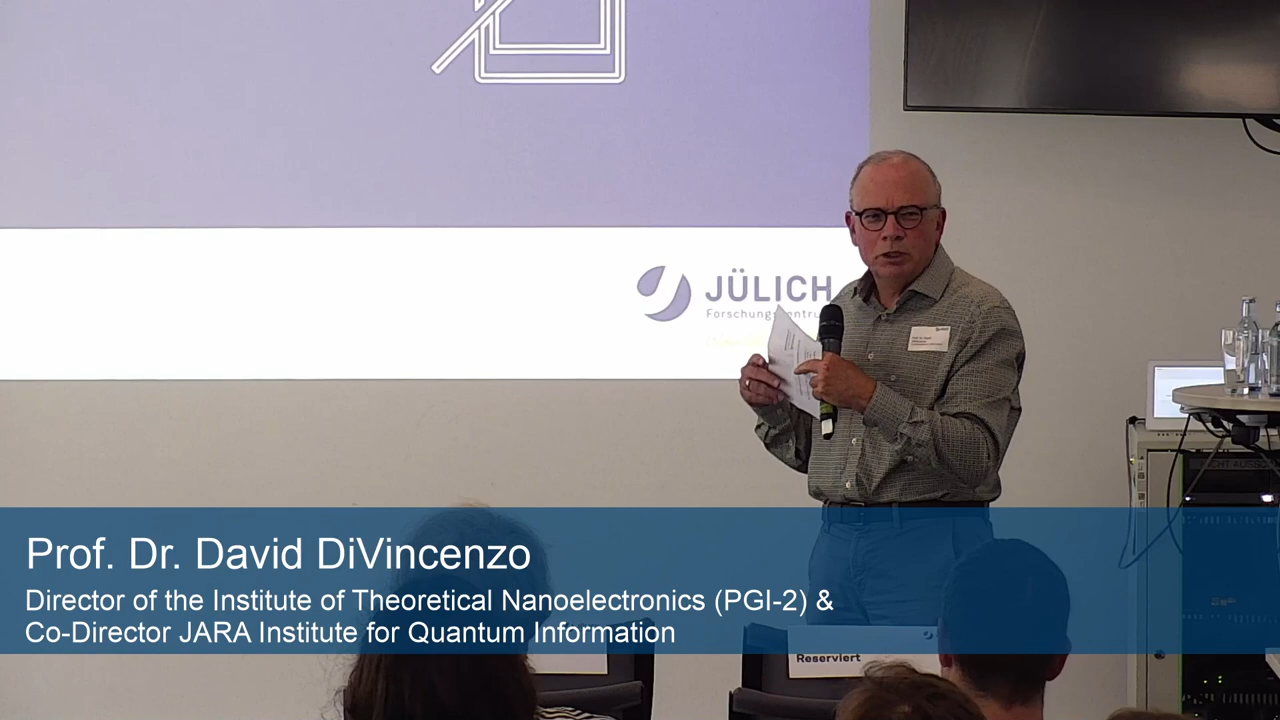 JÜLICH
Forschungszentru
Prof. Dr. David DiVincenzo
Director of the Institute of Theoretical Nanoelectronics (PGI-2) &
Co-Director JARA Institute for Quantum Information
Reserviert